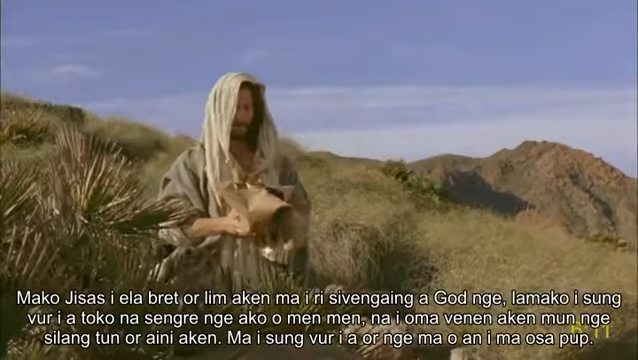 Mako Jisas i ela bret or lim aken ma i ri sivengaing a God nge, lamako i sung
vur i a toko na sengre nge ako o men men, na i oma venen aken mun nge
silang tun or aini aken. Ma i sung vur i a or nge ma o an i ma osa pup.
6:11